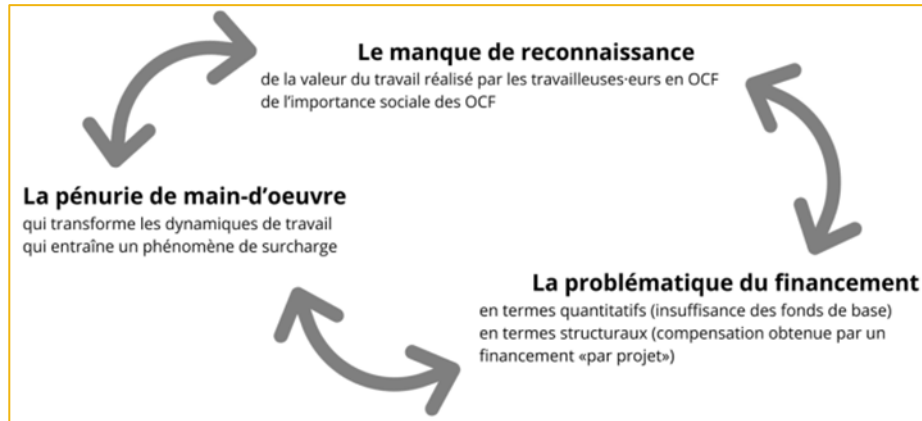 Le manque de reconnaissance
de la valeur du travail réalisé par les travailleuses·eurs en OCF
de l'importance sociale des OCF
La pénurie de main-d'oeuvre
qui transforme les dynamiques de travail
qui entraîne un phénomène de surcharge
La problématique du financement
en termes quantitatifs (insuffisance des fonds de base)
en termes structuraux (compensation obtenue par un
financement «par projet»)